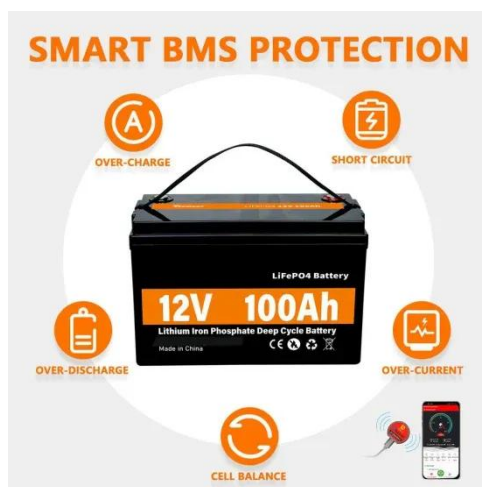 SMART BMS PROTECTION
OVER-CHARGE
SHORT CIRCUIT
LiFePO4 Battery
12V 100Ah
Lithium Iron Phosphate Deep Cycle Battery
Made in China
CE
OVER-DISCHARGE
OVER-CURRENT
CELL BALANCE